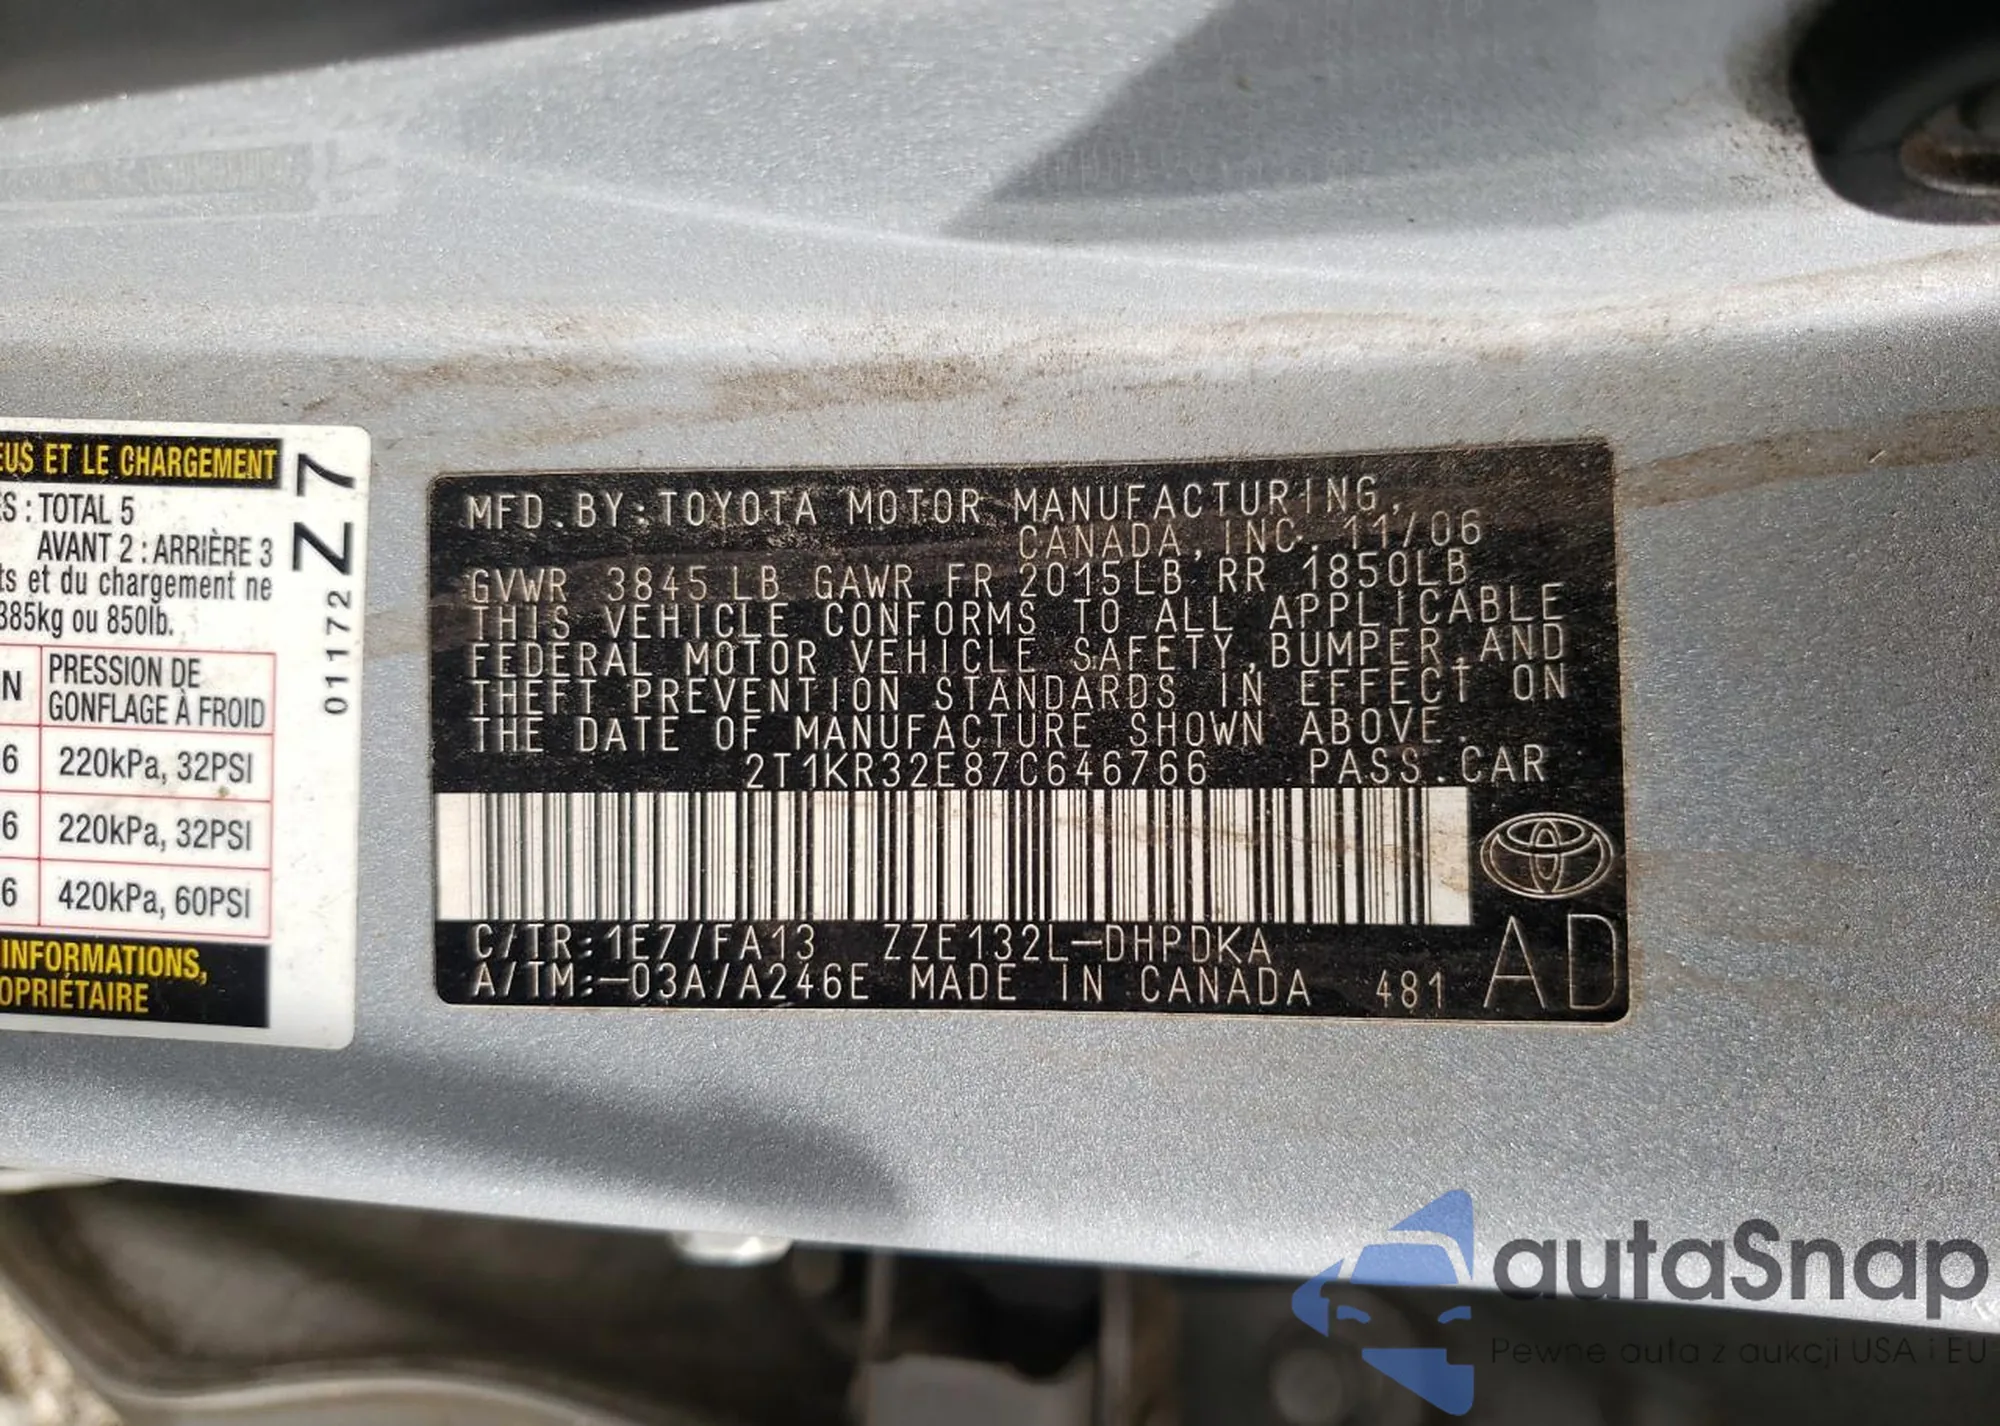 EUS ET LE CHARGEMENT
ES : TOTAL 5
AVANT 2 : ARRIÈRE 3
ts et du chargement ne
385kg ou 850lb.
N
PRESSION DE
GONFLAGE À FROID
6 220kPa, 32PSI
6 220kPa, 32PSI
6 420kPa, 60PSI
INFORMATIONS,
OPRIÉTAIRE
01172 Z 7
MFD.BY:TOYOTA MOTOR MANUFACTURING,
CANADA, INC. 11/06
GVWR 3845LB GAWR FR 2015LB RR 1850LB
THIS VEHICLE CONFORMS TO ALL APPLICABLE
FEDERAL MOTOR VEHICLE SAFETY,BUMPER,AND
THEFT PREVENTION STANDARDS IN EFFECT ON
THE DATE OF MANUFACTURE SHOWN ABOVE.
2T1KR32E87C646766 PASS.CAR
C/TR:1E7/FA13 ZZE132L-DHPDKA
A/TM:-03A/A246E MADE IN CANADA 481
AD
autaSnap
Pewne auta z aukcji USA i EU